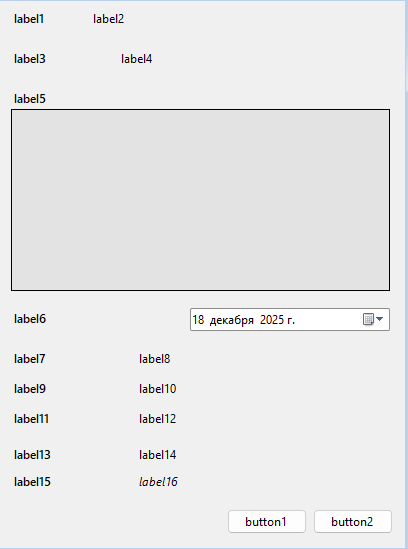 label1 label2
label3 label4
label5
label6 18 декабря 2025 г.
label7 label8
label9 label10
label11 label12
label13 label14
label15 label16
button1 button2